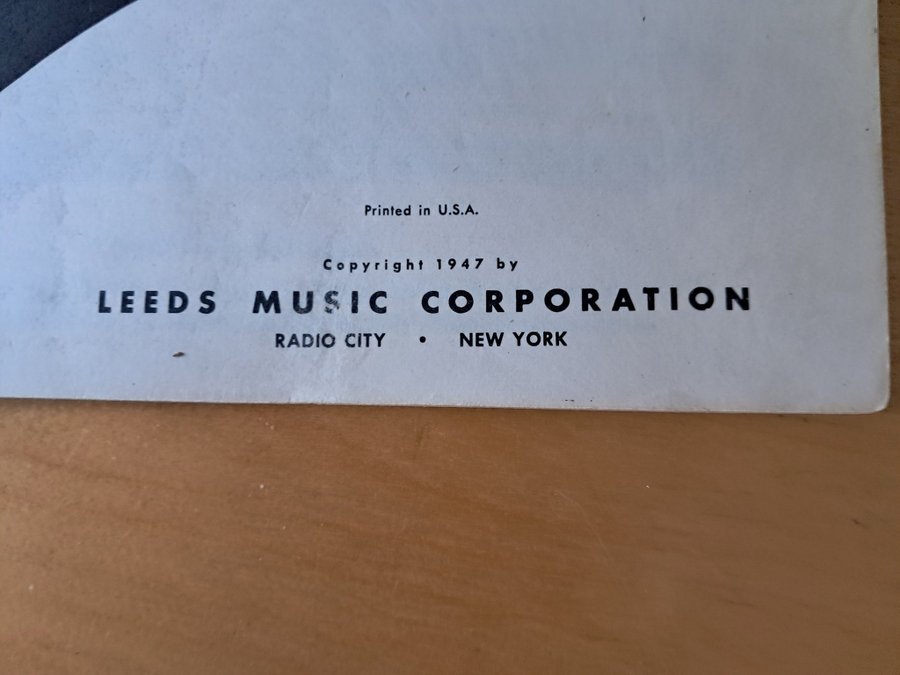 Printed in U.S.A.
Copyright 1947 by
LEEDS MUSIC CORPORATION
RADIO CITY • NEW YORK